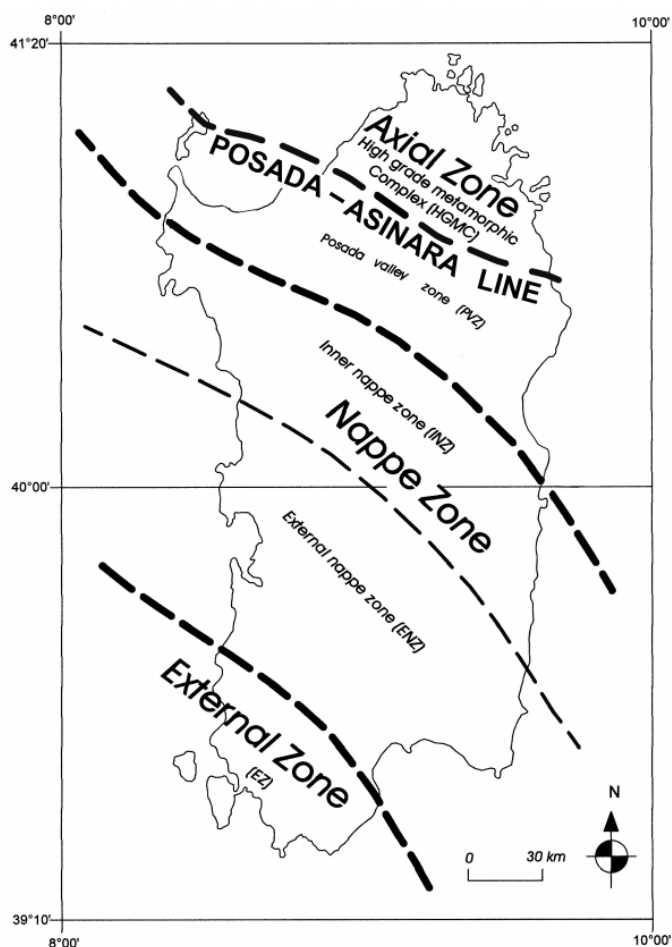 8°00'
10°00'
41°20'
Axial Zone
High grade metamorphic
Complex (HGMC)
POSADA-ASINARA LINE
Posada valley zone (PVZ)
Inner nappe zone (INZ)
Nappe Zone
40°00'
External nappe zone (ENZ)
External Zone
(EZ)
N
0 30 km
39°10'
8°00'
10°00'